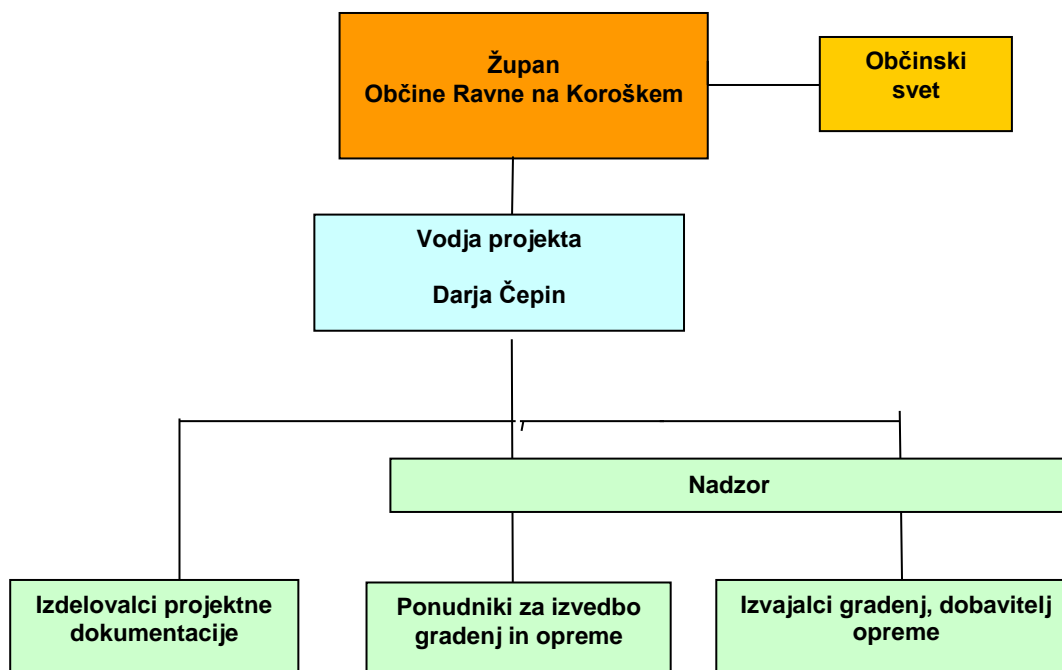 Župan
Občine Ravne na Koroškem
Občinski
svet
Vodja projekta
Darja Čepin
Nadzor
Izdelovalci projektne
dokumentacije
Ponudniki za izvedbo
gradenj in opreme
Izvajalci gradenj, dobavitelj
opreme